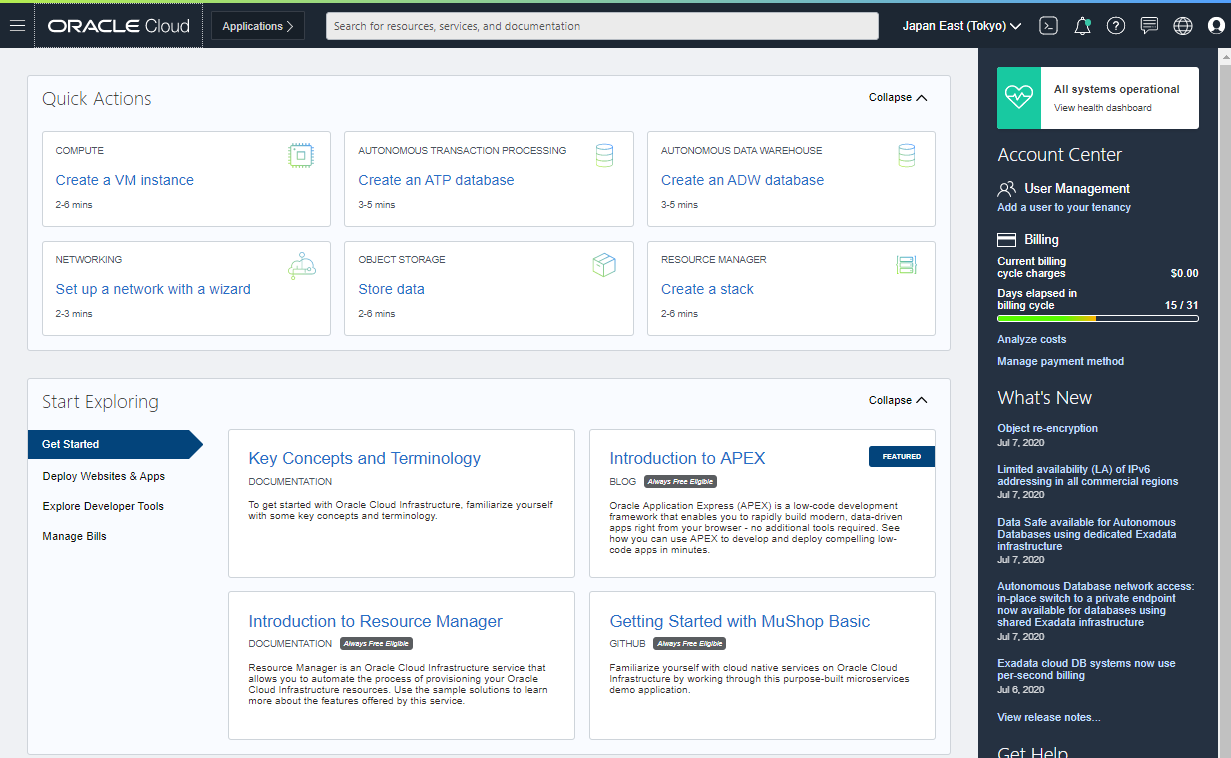 ORACLE Cloud
Applications
Search for resources, services, and documentation
Japan East (Tokyo)
Quick Actions
Collapse
COMPUTE
Create a VM instance
2-6 mins
AUTONOMOUS TRANSACTION PROCESSING
Create an ATP database
3-5 mins
AUTONOMOUS DATA WAREHOUSE
Create an ADW database
3-5 mins
NETWORKING
Set up a network with a wizard
2-3 mins
OBJECT STORAGE
Store data
2-6 mins
RESOURCE MANAGER
Create a stack
2-6 mins
Start Exploring
Collapse
Get Started
Deploy Websites & Apps
Explore Developer Tools
Manage Bills
Key Concepts and Terminology
DOCUMENTATION
To get started with Oracle Cloud Infrastructure, familiarize yourself
with some key concepts and terminology.
Introduction to APEX
FEATURED
BLOG Always Free Eligible
Oracle Application Express (APEX) is a low-code development
framework that enables you to rapidly build modern, data-driven
apps right from your browser - no additional tools required. See
how you can use APEX to develop and deploy compelling low-
code apps in minutes.
Introduction to Resource Manager
DOCUMENTATION Always Free Eligible
Resource Manager is an Oracle Cloud Infrastructure service that
allows you to automate the process of provisioning your Oracle
Cloud Infrastructure resources. Use the sample solutions to learn
more about the features offered by this service.
Getting Started with MuShop Basic
GITHUB Always Free Eligible
Familiarize yourself with cloud native services on Oracle Cloud
Infrastructure by working through this purpose-built microservices
demo application.
All systems operational
View health dashboard
Account Center
User Management
Add a user to your tenancy
Billing
Current billing
cycle charges $0.00
Days elapsed in
billing cycle 15 / 31
Analyze costs
Manage payment method
What's New
Object re-encryption
Jul 7, 2020
Limited availability (LA) of IPv6
addressing in all commercial regions
Jul 7, 2020
Data Safe available for Autonomous
Databases using dedicated Exadata
infrastructure
Jul 7, 2020
Autonomous Database network access:
in-place switch to a private endpoint
now available for databases using
shared Exadata infrastructure
Jul 7, 2020
Exadata cloud DB systems now use
per-second billing
Jul 6, 2020
View release notes...
Get Help